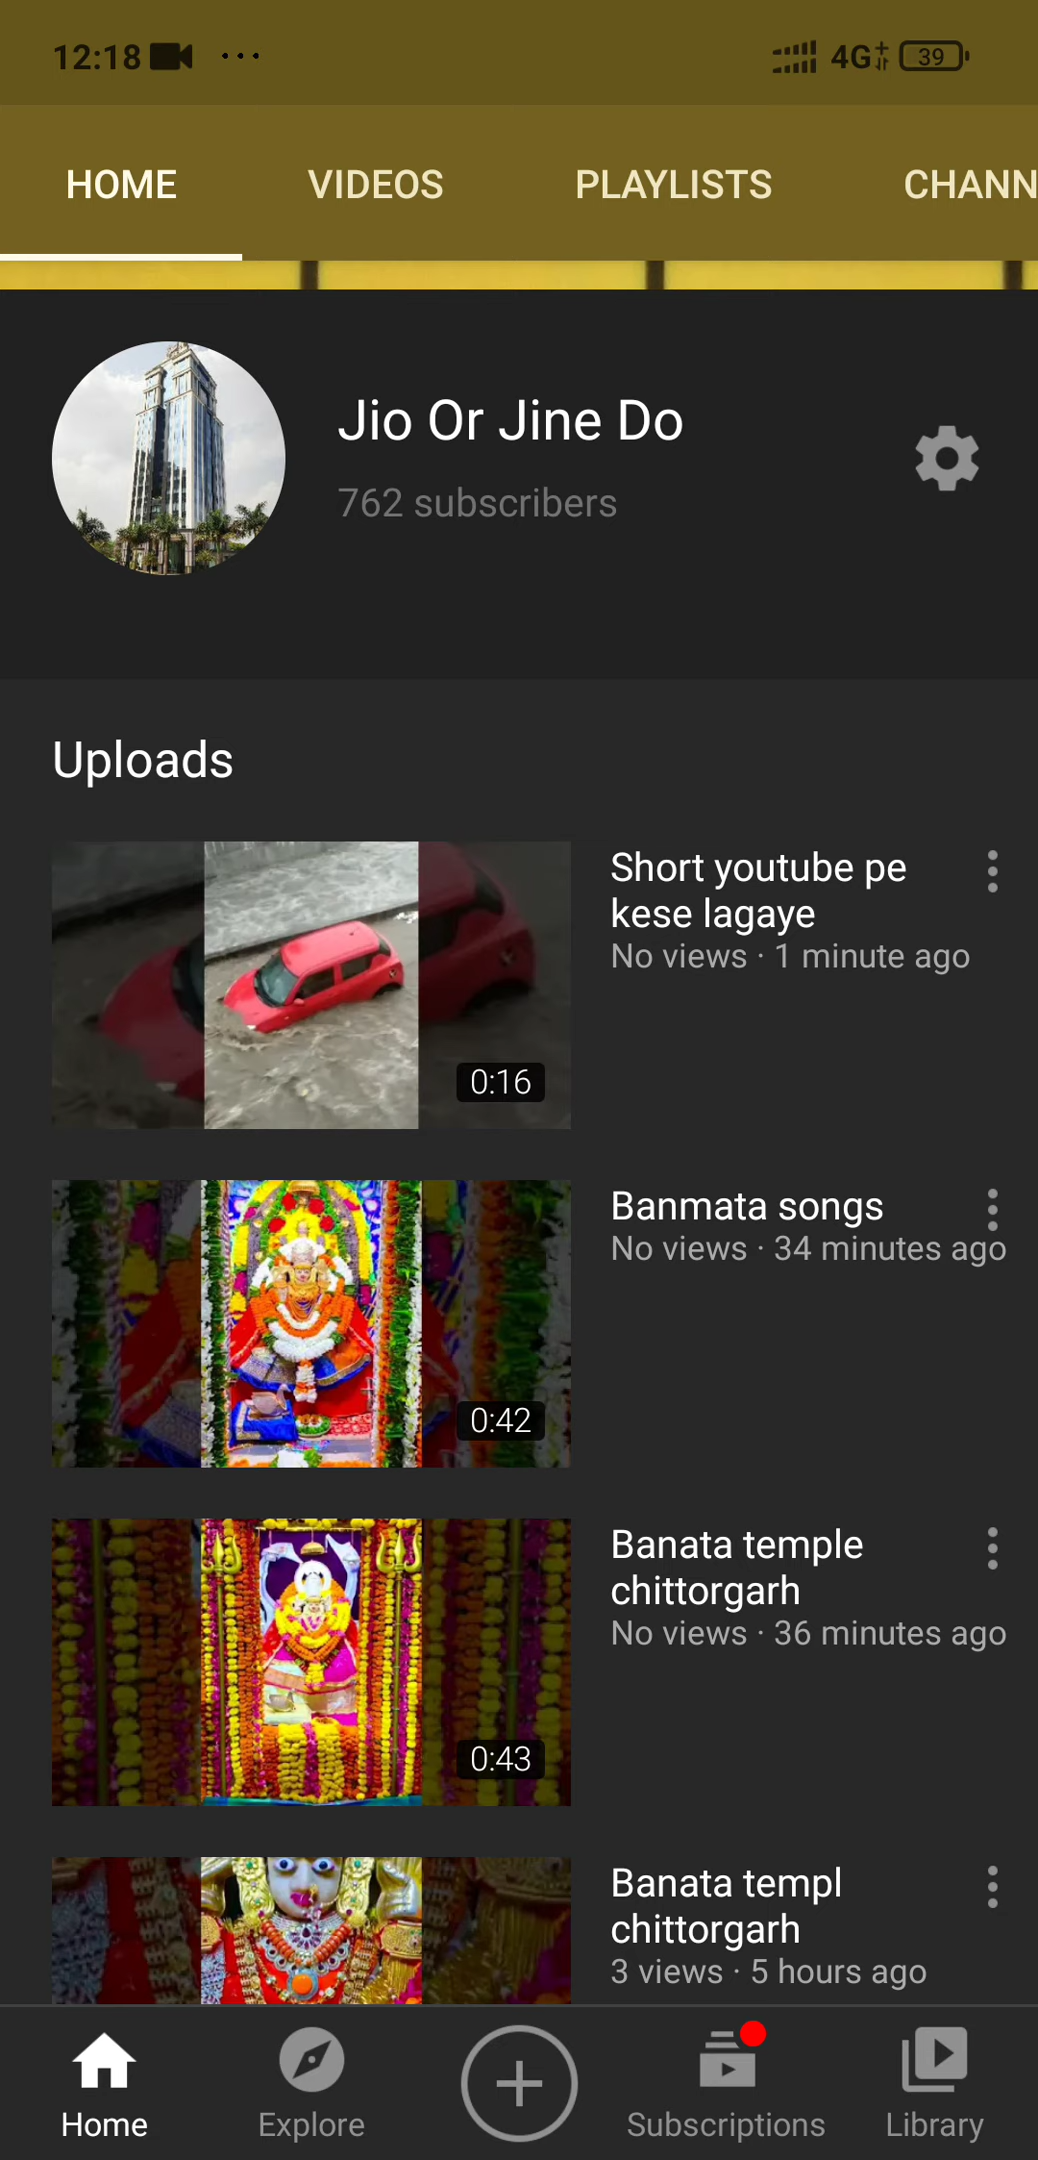 12:18 ... 4G+ 39
HOME VIDEOS PLAYLISTS CHANN
Jio Or Jine Do
762 subscribers
Uploads
Short youtube pe
kese lagaye
No views · 1 minute ago
0:16
Banmata songs
No views · 34 minutes ago
0:42
Banata temple
chittorgarh
No views · 36 minutes ago
0:43
Banata templ
chittorgarh
3 views · 5 hours ago
Home Explore Subscriptions Library